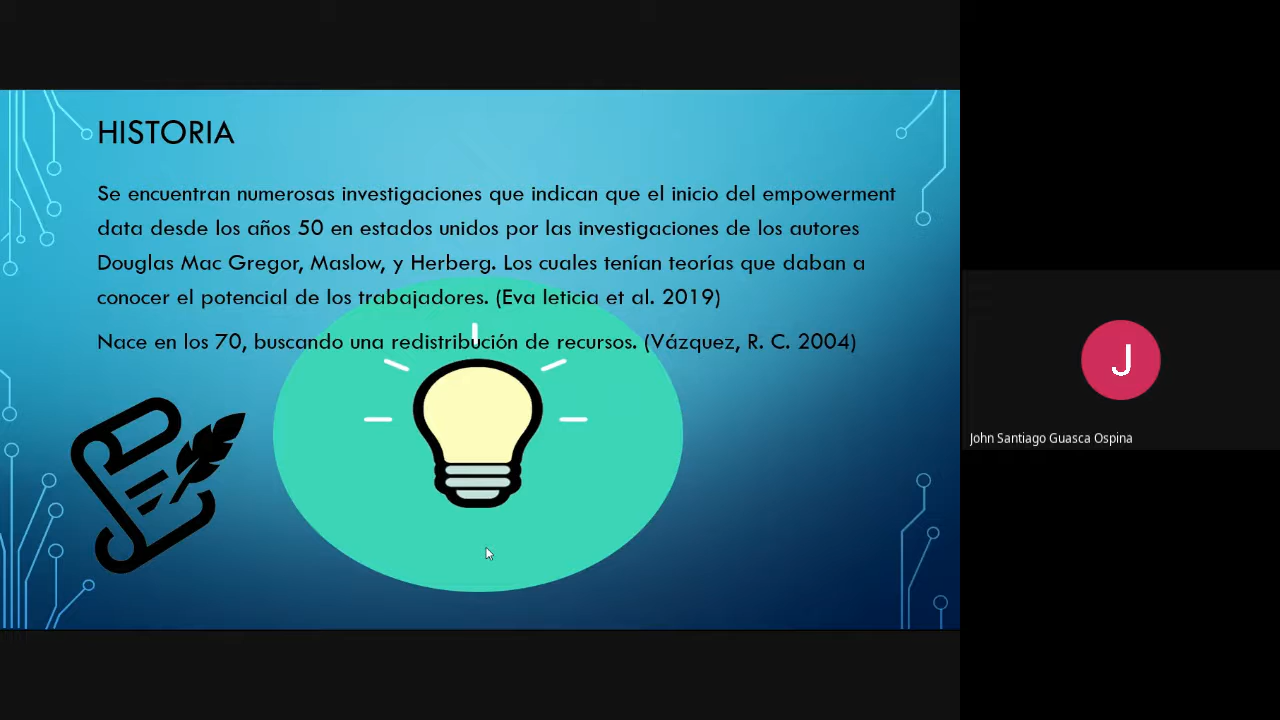 HISTORIA
Se encuentran numerosas investigaciones que indican que el inicio del empowerment
data desde los años 50 en estados unidos por las investigaciones de los autores
Douglas Mac Gregor, Maslow, y Herberg. Los cuales tenían teorías que daban a
conocer el potencial de los trabajadores. (Eva leticia et al. 2019)
Nace en los 70, buscando una redistribución de recursos. (Vázquez, R. C. 2004)
J
John Santiago Guasca Ospina